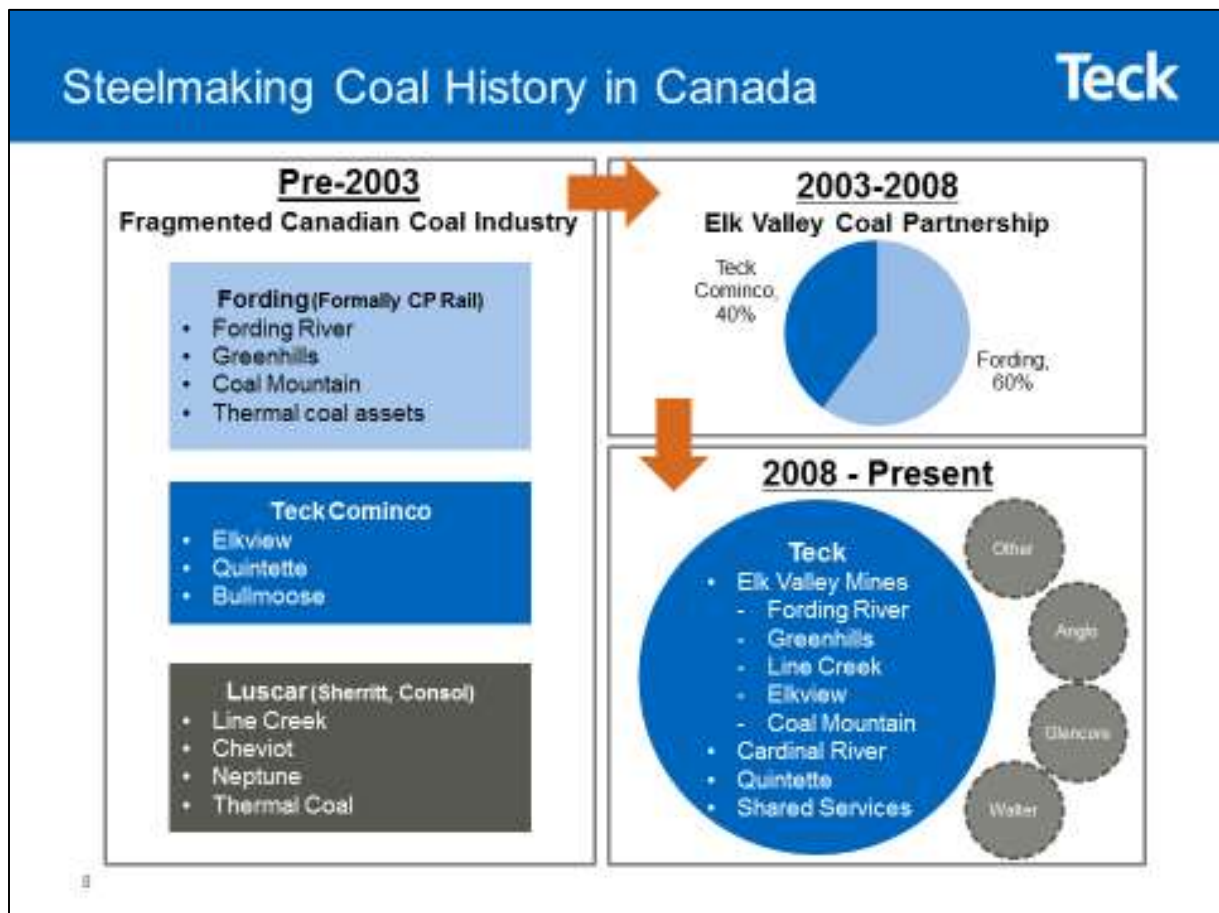 Steelmaking Coal History in Canada
Teck
Pre-2003
Fragmented Canadian Coal Industry
Fording (Formally CP Rail)
• Fording River
• Greenhills
• Coal Mountain
• Thermal coal assets
Teck Cominco
• Elkview
• Quintette
• Bullmoose
Luscar (Sherritt, Consol)
• Line Creek
• Cheviot
• Neptune
• Thermal Coal
2003-2008
Elk Valley Coal Partnership
Teck
Cominco,
40%
Fording,
60%
2008 - Present
Teck
• Elk Valley Mines
- Fording River
- Greenhills
- Line Creek
- Elkview
- Coal Mountain
• Cardinal River
• Quintette
• Shared Services
Other
Anglo
Glencore
Walter